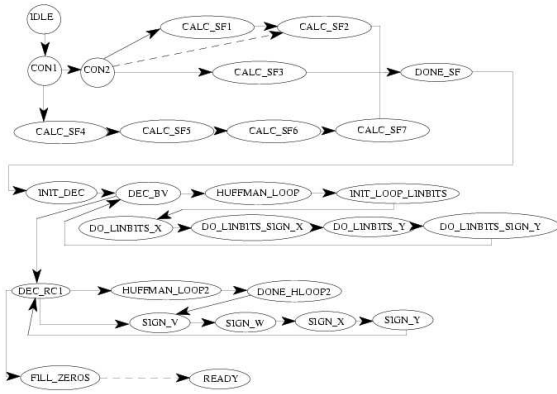 IDLE
CALC_SF1
CALC_SF2
CON1
CON2
CALC_SF3
DONE_SF
CALC_SF4
CALC_SF5
CALC_SF6
CALC_SF7
INIT_DEC
DEC_BV
HUFFMAN_LOOP
INIT_LOOP_LINBITS
DO_LINBITS_X
DO_LINBITS_SIGN_X
DO_LINBITS_Y
DO_LINBITS_SIGN_Y
DEC_RC1
HUFFMAN_LOOP2
DONE_HLOOP2
SIGN_V
SIGN_W
SIGN_X
SIGN_Y
FILL_ZEROS
READY